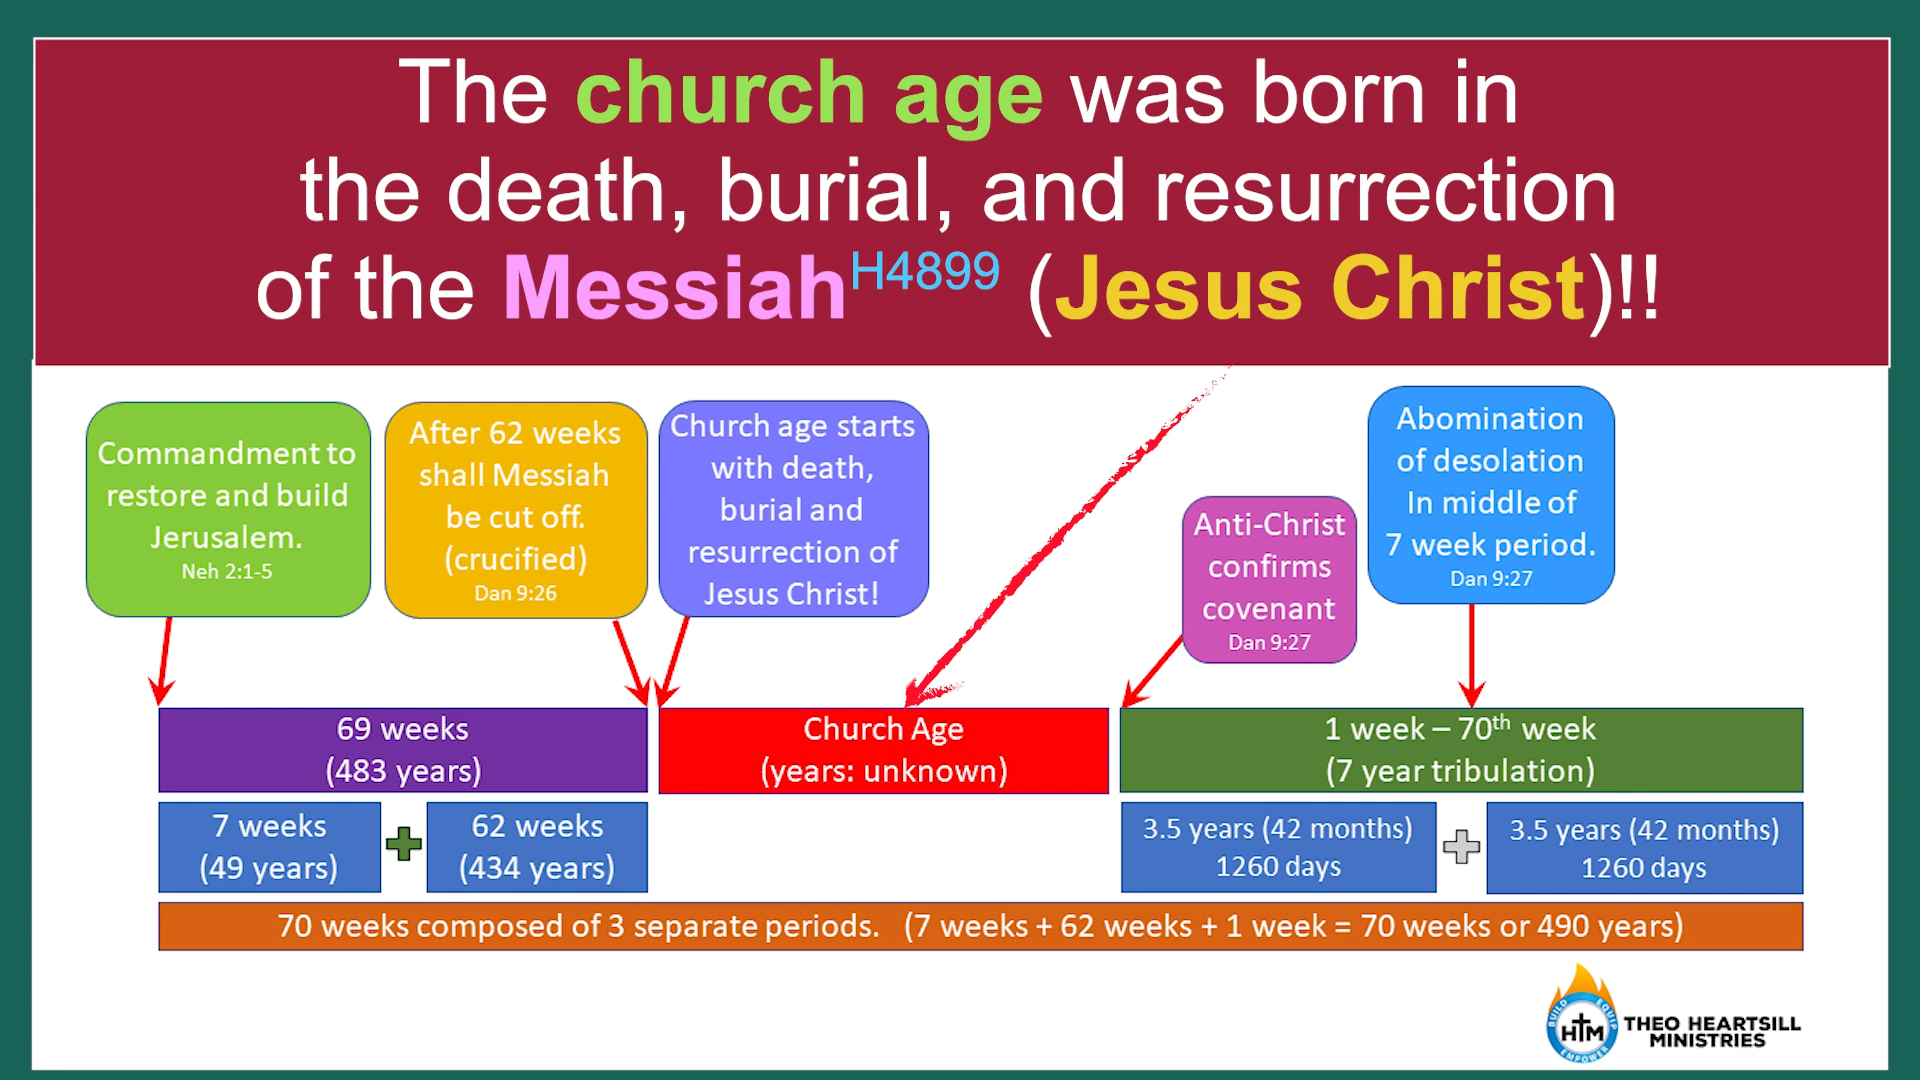 The church age was born in
the death, burial, and resurrection
of the Messiah H4899 (Jesus Christ)!!
Commandment to
restore and build
Jerusalem.
Neh 2:1-5
After 62 weeks
shall Messiah
be cut off.
(crucified)
Dan 9:26
Church age starts
with death,
burial and
resurrection of
Jesus Christ!
Anti-Christ
confirms
covenant
Dan 9:27
Abomination
of desolation
In middle of
7 week period.
Dan 9:27
69 weeks
(483 years)
Church Age
(years: unknown)
1 week – 70th week
(7 year tribulation)
7 weeks
(49 years)
62 weeks
(434 years)
3.5 years (42 months)
1260 days
3.5 years (42 months)
1260 days
70 weeks composed of 3 separate periods. (7 weeks + 62 weeks + 1 week = 70 weeks or 490 years)
BUILD
EQUIP
HTM
EMPOWER
THEO HEARTSILL
MINISTRIES